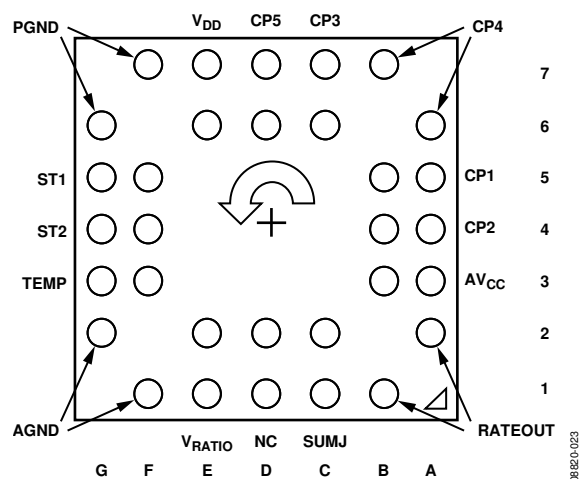 PGND
VDD CP5 CP3
CP4
7
6
ST1
CP1 5
ST2
CP2 4
TEMP
AVCC 3
2
1
AGND
VRATIO NC SUMJ
RATEOUT
G F E D C B A
08820-023